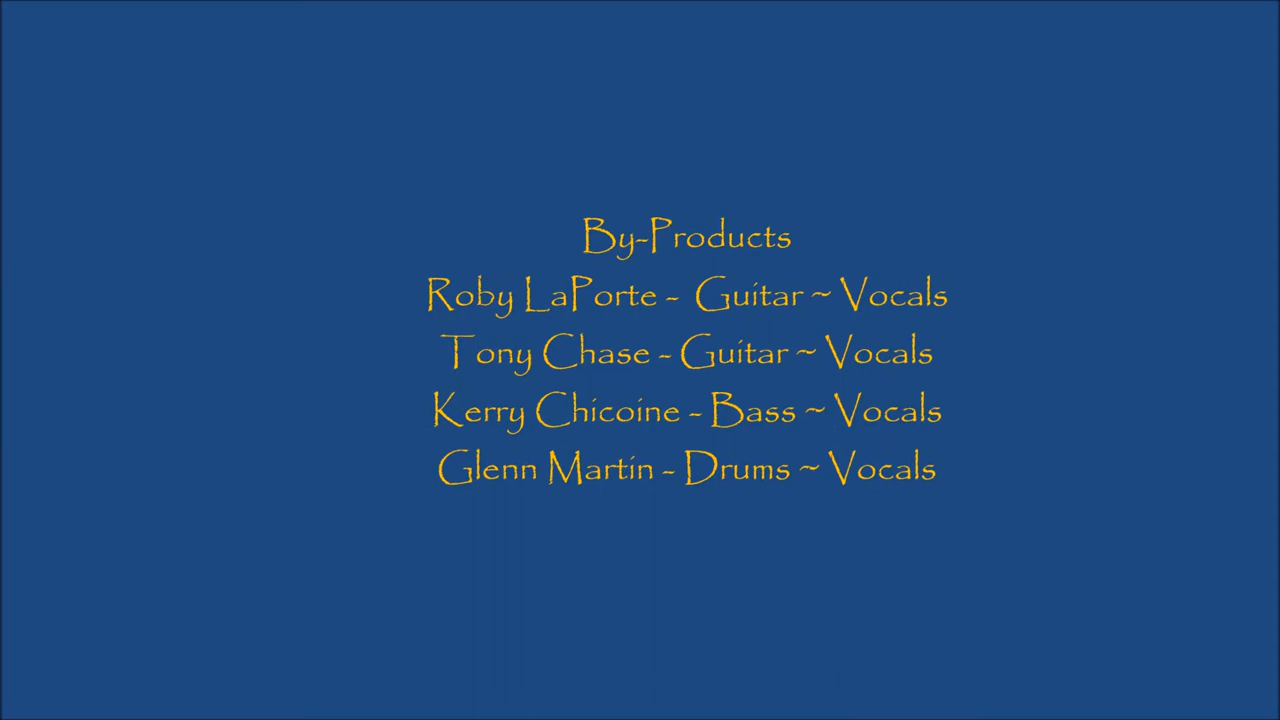 By-Products
Roby LaPorte - Guitar ~ Vocals
Tony Chase - Guitar ~ Vocals
Kerry Chicoine - Bass ~ Vocals
Glenn Martin - Drums ~ Vocals